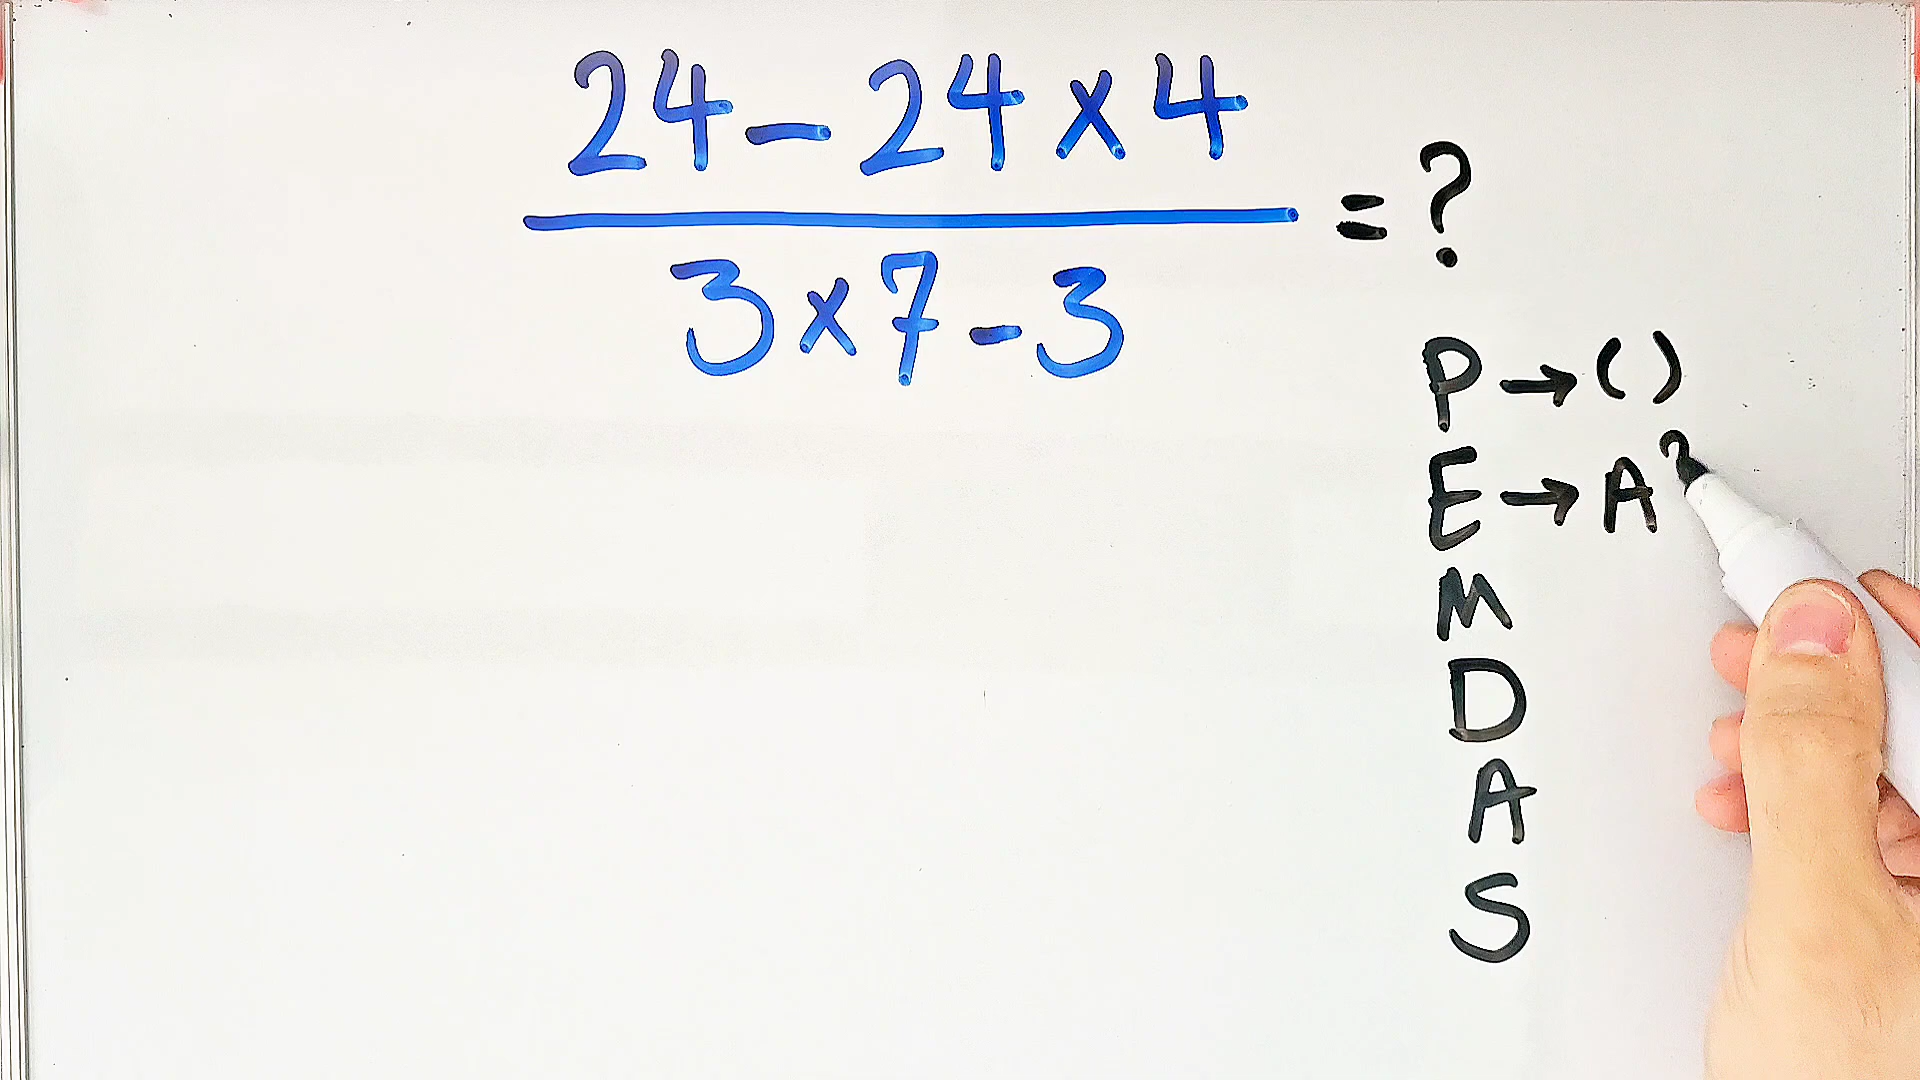 24 - 24 × 4
3 × 7 - 3
= ?
P → ( )
E → A²
M
D
A
S